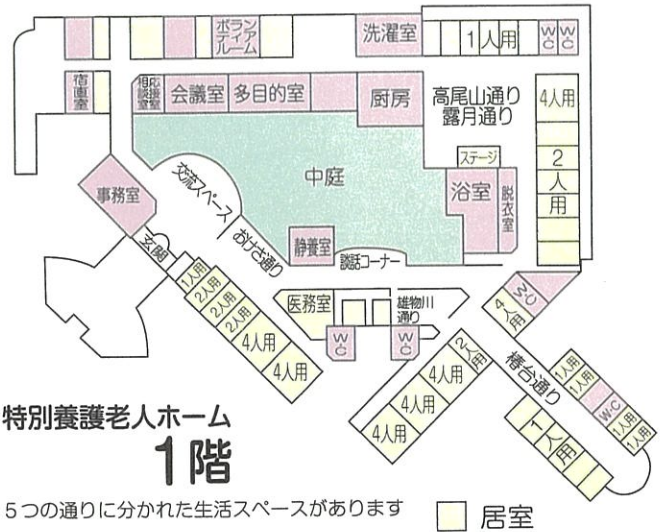 ボランティアルーム
洗濯室
1人用
W・C
W・C
宿直室
相談室
応接室
会議室
多目的室
厨房
高尾山通り
露月通り
4人用
2人用
ステージ
中庭
浴室
脱衣室
事務室
交流スペース
おけさ通り
玄関
静養室
談話コーナー
医務室
雄物川
通り
W・C
W・C
1人用
2人用
2人用
2人用
4人用
4人用
W・C
4人用
2人用
4人用
4人用
4人用
椿台通り
1人用
1人用
W・C
1人用
1人用
1人用
特別養護老人ホーム
1階
5つの通りに分かれた生活スペースがあります
居室